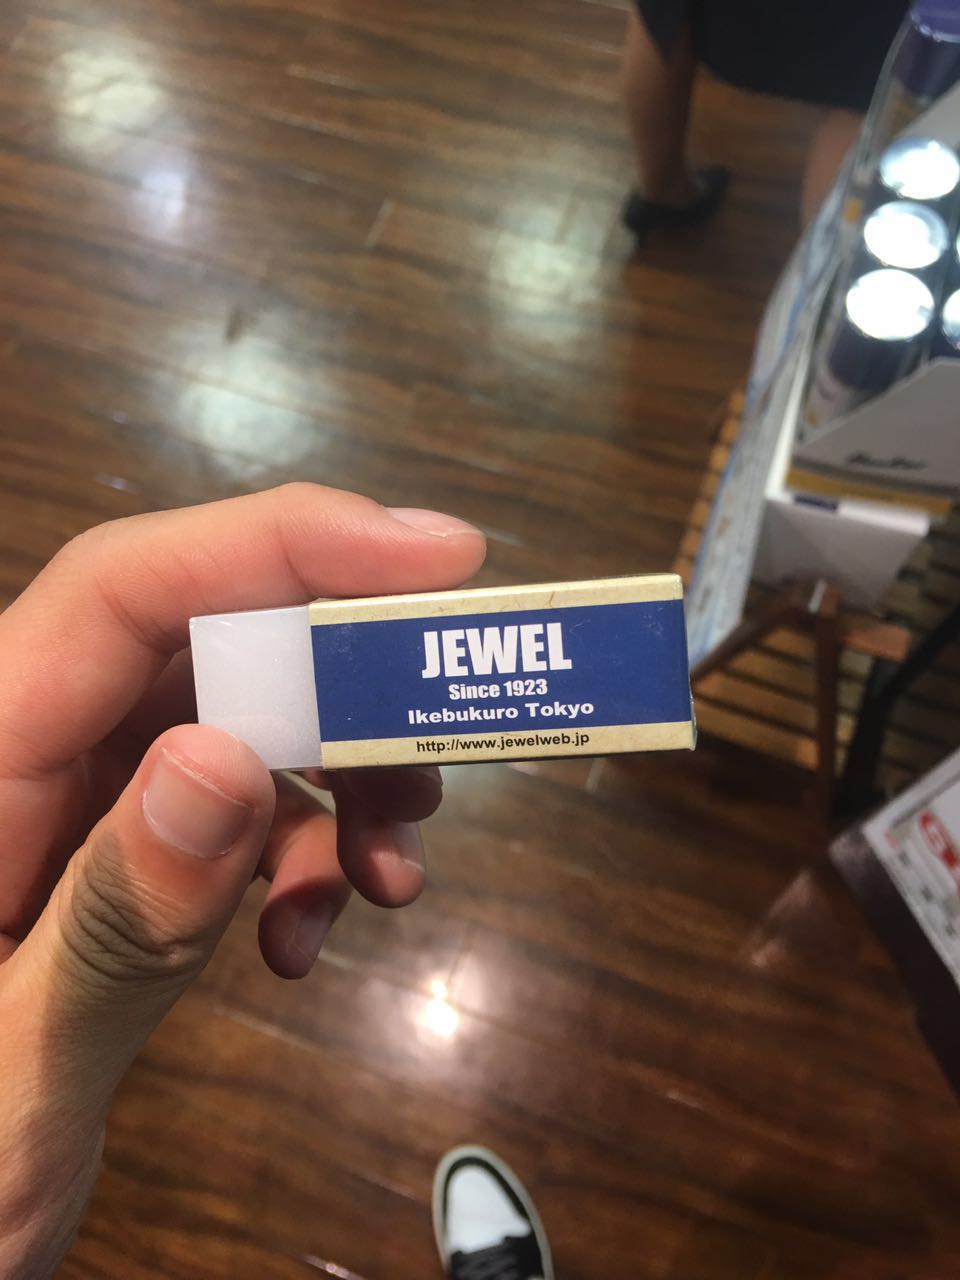 JEWEL
Since 1923
Ikebukuro Tokyo
http://www.jewelweb.jp